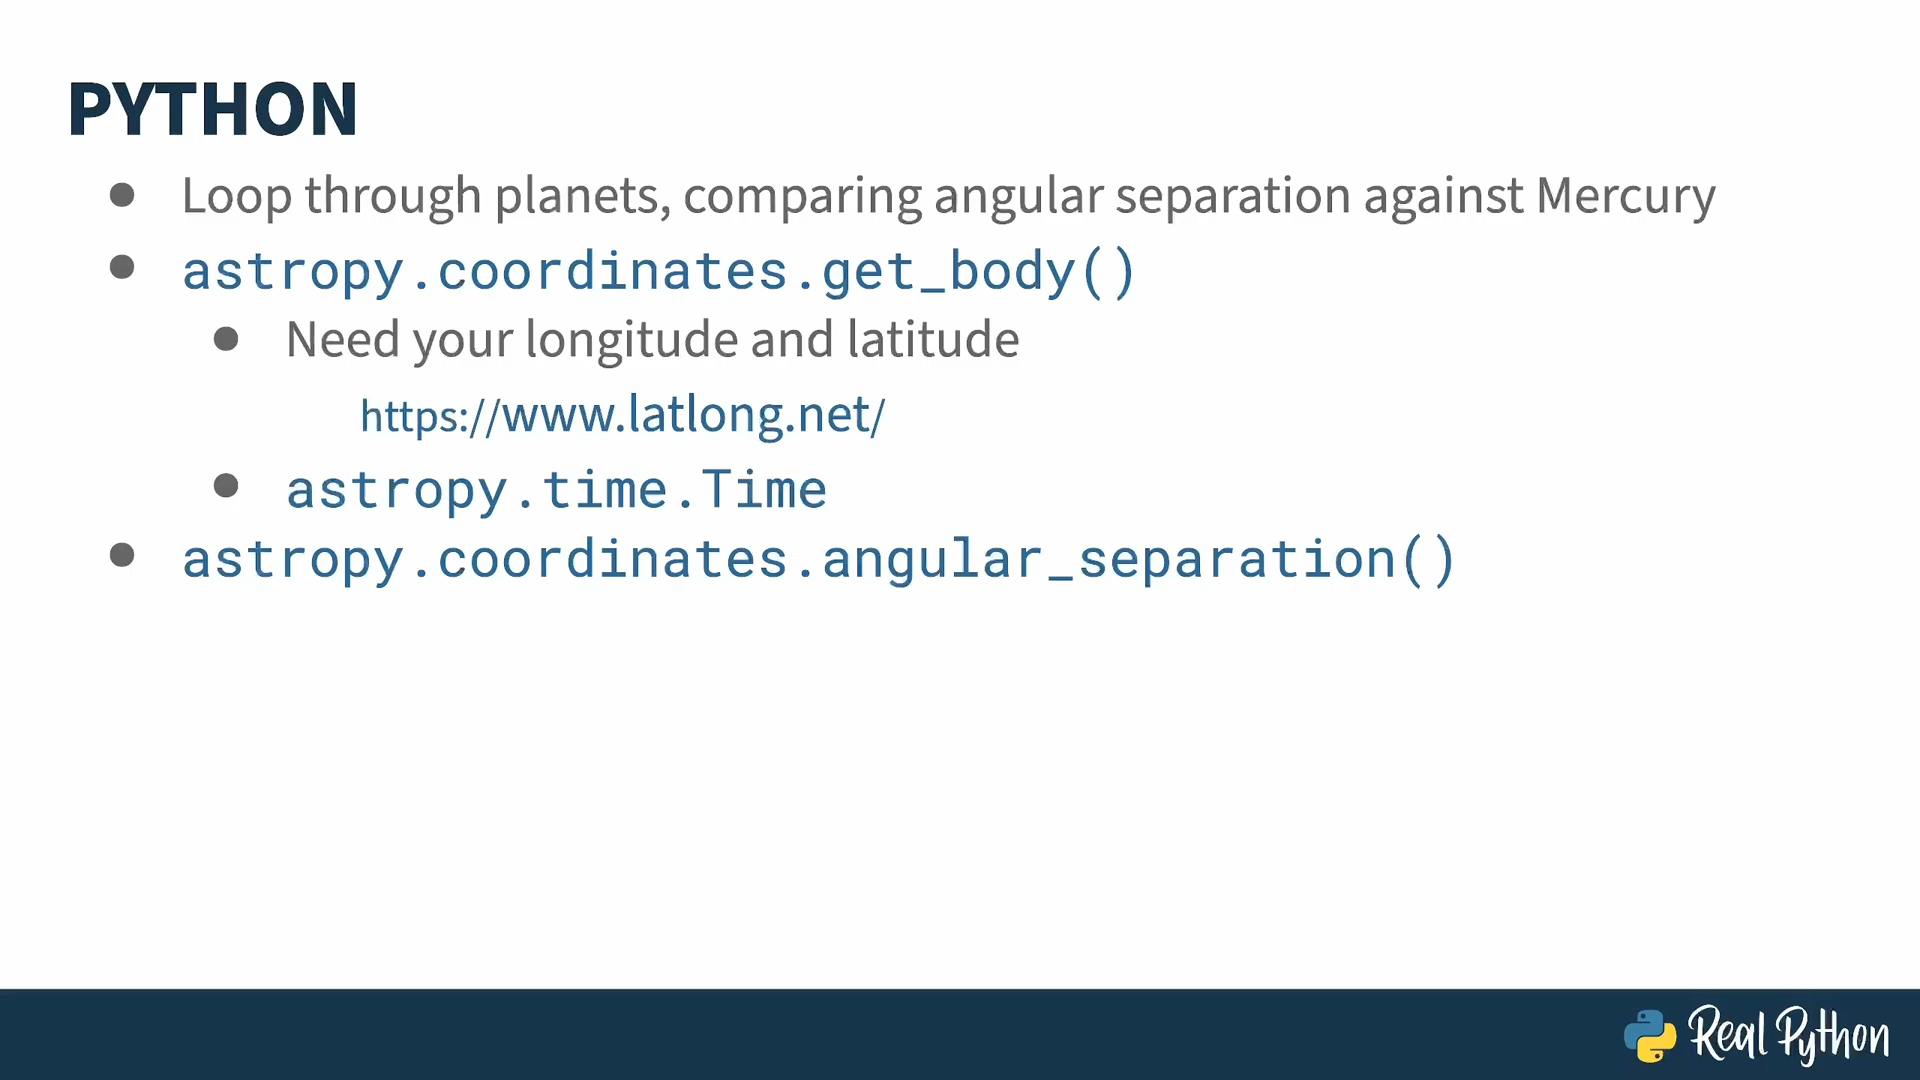 PYTHON
Loop through planets, comparing angular separation against Mercury
astropy.coordinates.get_body()
Need your longitude and latitude
https://www.latlong.net/
astropy.time.Time
astropy.coordinates.angular_separation()
Real Python